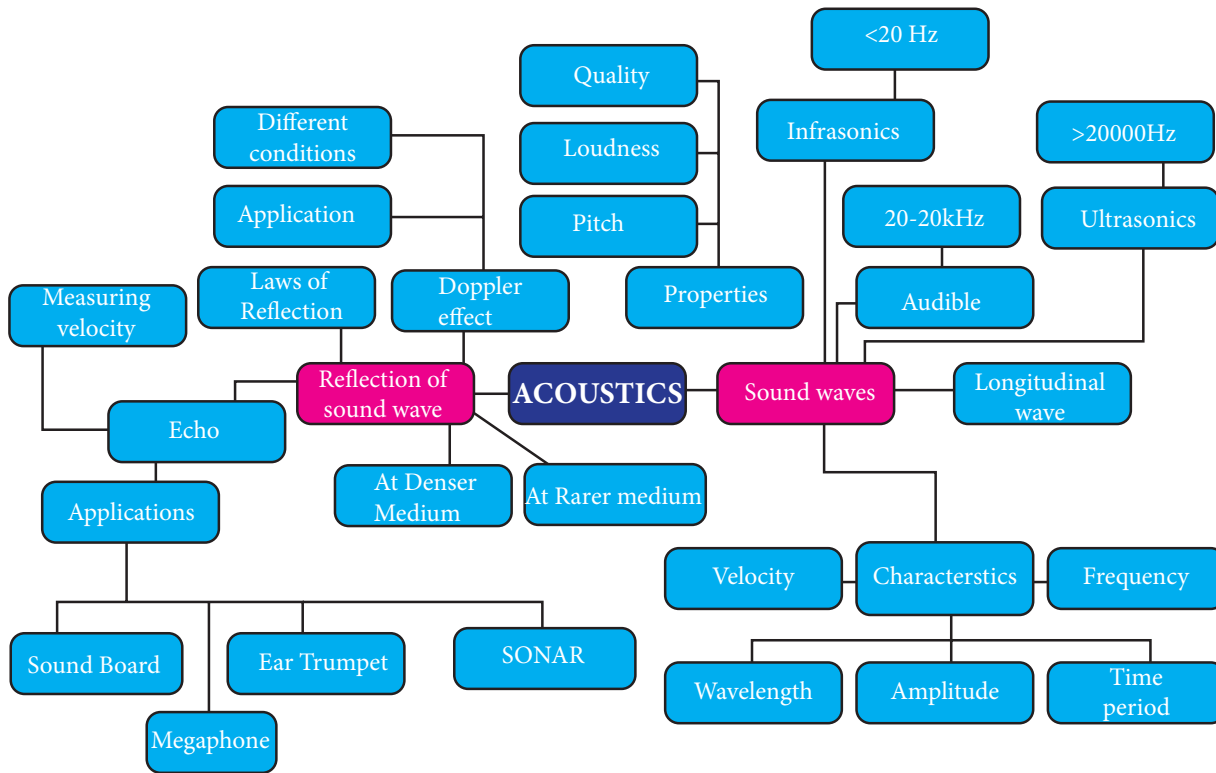 <20 Hz
Quality
Infrasonics
>20000Hz
Different
conditions
Loudness
Application
Pitch
20-20kHz
Ultrasonics
Measuring
velocity
Laws of
Reflection
Doppler
effect
Properties
Audible
Reflection of
sound wave
ACOUSTICS
Sound waves
Longitudinal
wave
Echo
At Denser
Medium
At Rarer medium
Applications
Velocity
Characterstics
Frequency
Sound Board
Ear Trumpet
SONAR
Wavelength
Amplitude
Time
period
Megaphone